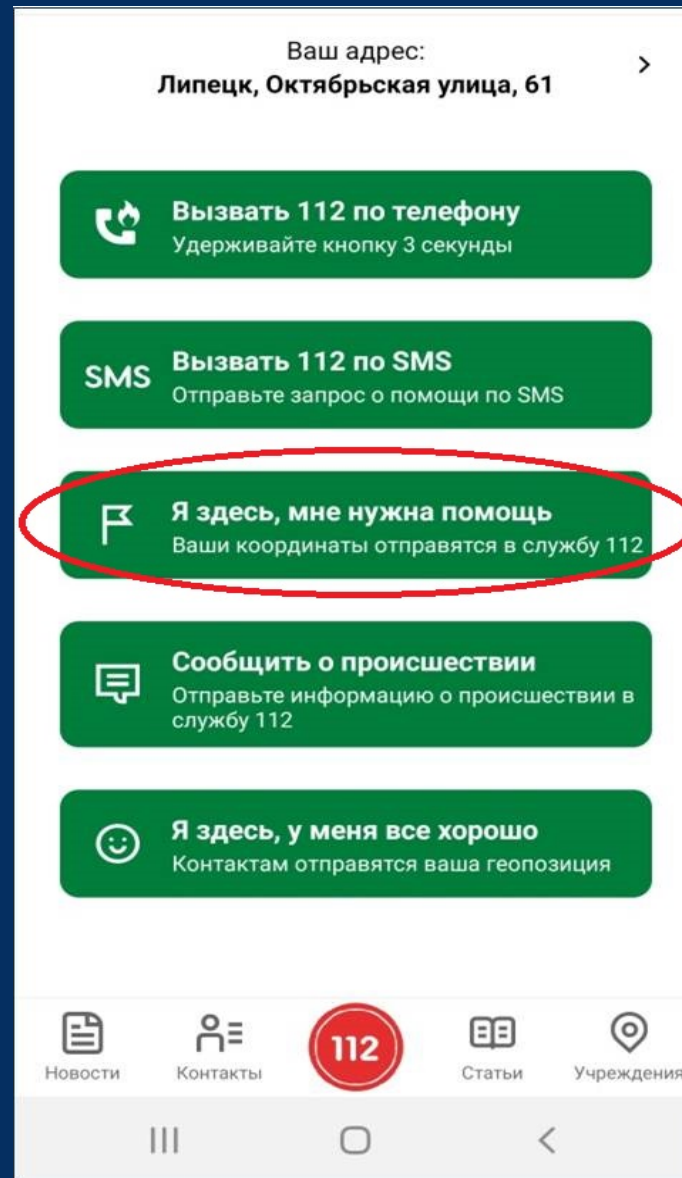 Ваш адрес:
Липецк, Октябрьская улица, 61
Вызвать 112 по телефону
Удерживайте кнопку 3 секунды
SMS
Вызвать 112 по SMS
Отправьте запрос о помощи по SMS
Я здесь, мне нужна помощь
Ваши координаты отправятся в службу 112
Сообщить о происшествии
Отправьте информацию о происшествии в
службу 112
Я здесь, у меня все хорошо
Контактам отправятся ваша геопозиция
112
Новости
Контакты
Статьи
Учреждения